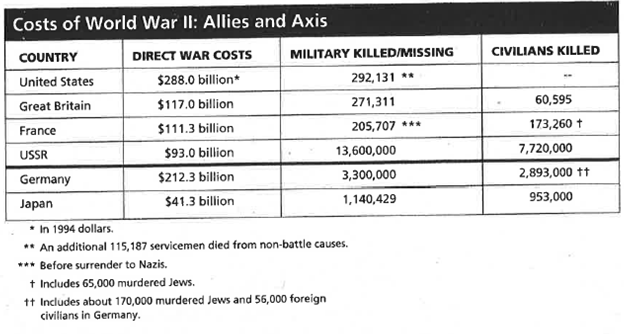 Costs of World War II: Allies and Axis
COUNTRY DIRECT WAR COSTS MILITARY KILLED/MISSING CIVILIANS KILLED
United States $288.0 billion* 292,131 ** --
Great Britain $117.0 billion 271,311 60,595
France $111.3 billion 205,707 *** 173,260 †
USSR $93.0 billion 13,600,000 7,720,000
Germany $212.3 billion 3,300,000 2,893,000 ††
Japan $41.3 billion 1,140,429 953,000
* In 1994 dollars.
** An additional 115,187 servicemen died from non-battle causes.
*** Before surrender to Nazis.
† Includes 65,000 murdered Jews.
†† Includes about 170,000 murdered Jews and 56,000 foreign
civilians in Germany.